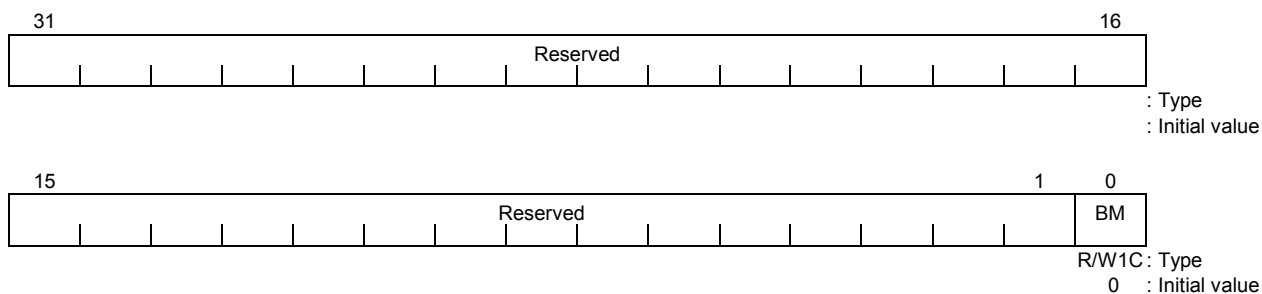 31 16
Reserved
: Type
: Initial value
15 1 0
Reserved BM
R/W1C : Type
0 : Initial value